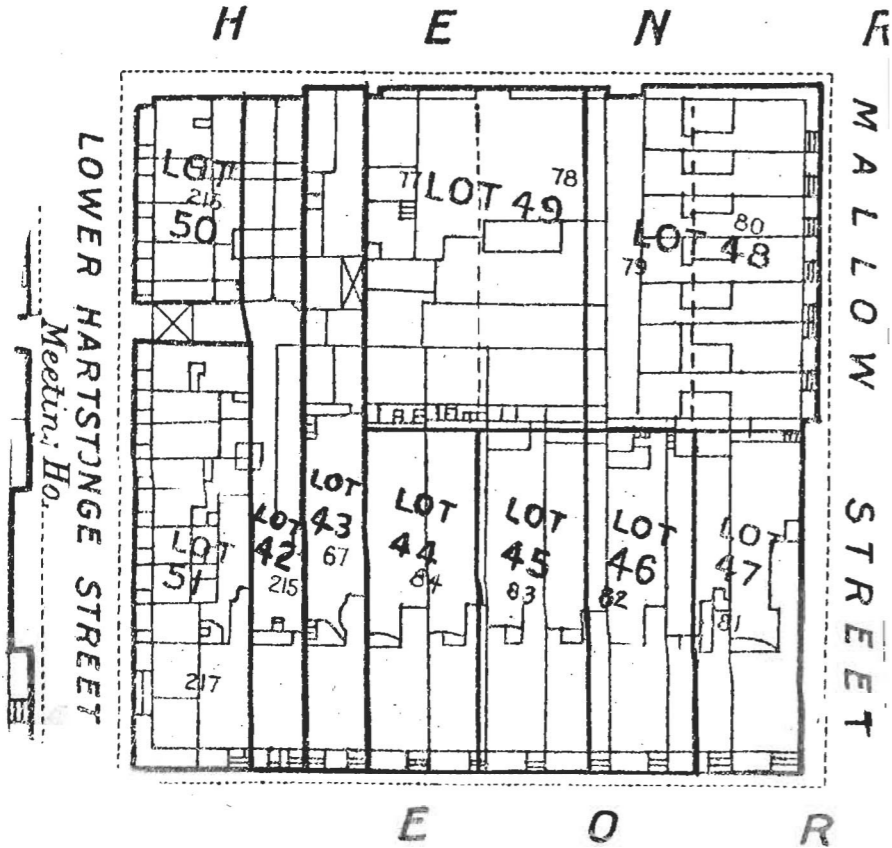 H E N R
MALLOW STREET
LOWER HARTSTONGE STREET
Meetin: Ho.
LOT
216
50
77
LOT 49
78
LOT 48
80
79
LOT
51
217
LOT
42
215
LOT
43
67
LOT
44
84
LOT
45
83
LOT
46
82
LOT
47
81
E O R